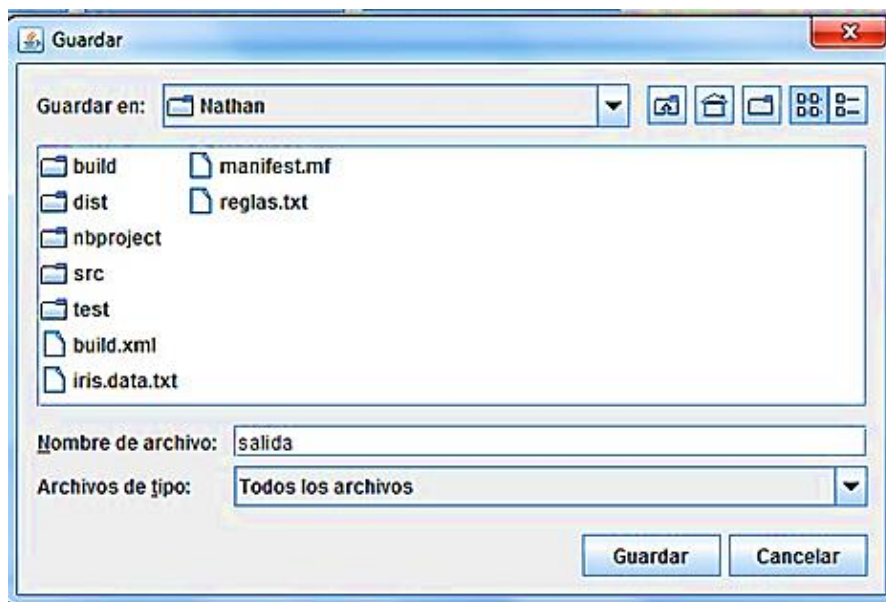 Guardar
Guardar en: Nathan
build manifest.mf
dist reglas.txt
nbproject
src
test
build.xml
iris.data.txt
Nombre de archivo: salida
Archivos de tipo: Todos los archivos
Guardar Cancelar